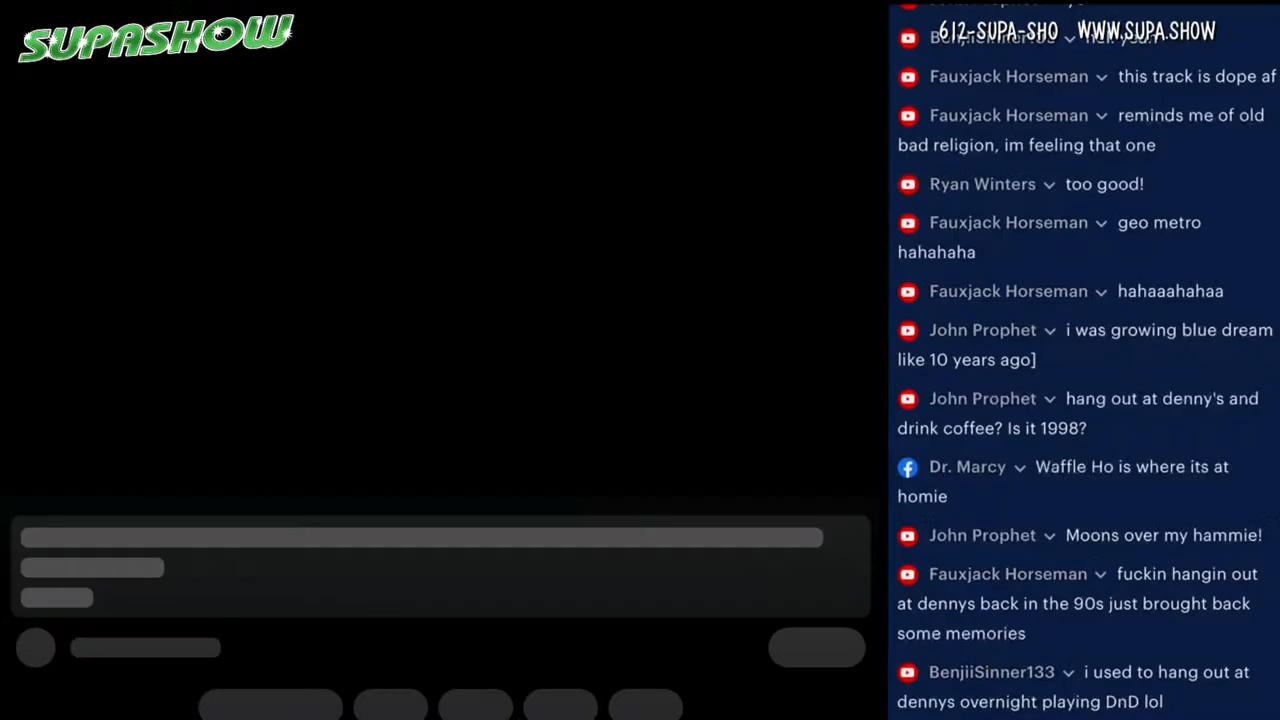 SUPASHOW
612-SUPA-SHO WWW.SUPA.SHOW
Fauxjack Horseman this track is dope af
Fauxjack Horseman reminds me of old
bad religion, im feeling that one
Ryan Winters too good!
Fauxjack Horseman geo metro
hahahaha
Fauxjack Horseman hahaaahahaa
John Prophet i was growing blue dream
like 10 years ago]
John Prophet hang out at denny's and
drink coffee? Is it 1998?
Dr. Marcy Waffle Ho is where its at
homie
John Prophet Moons over my hammie!
Fauxjack Horseman fuckin hangin out
at dennys back in the 90s just brought back
some memories
BenjiiSinner133 i used to hang out at
dennys overnight playing DnD lol